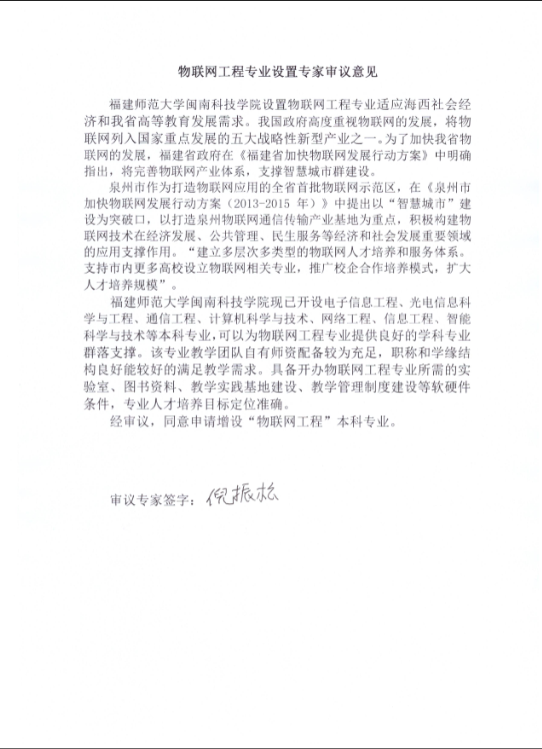 物联网工程专业设置专家审议意见
福建师范大学闽南科技学院设置物联网工程专业适应海西社会经
济和我省高等教育发展需求。我国政府高度重视物联网的发展，将物
联网列入国家重点发展的五大战略性新型产业之一。为了加快我省物
联网的发展，福建省政府在《福建省加快物联网发展行动方案》中明确
指出，将完善物联网产业体系，支撑智慧城市群建设。
泉州市作为打造物联网应用的全省首批物联网示范区，在《泉州市
加快物联网发展行动方案（2013-2015 年）》中提出以“智慧城市”建
设为突破口，以打造泉州物联网通信传输产业基地为重点，积极构建物
联网技术在经济发展、公共管理、民生服务等经济和社会发展重要领域
的应用支撑作用。“建立多层次多类型的物联网人才培养和服务体系。
支持市内更多高校设立物联网相关专业，推广校企合作培养模式，扩大
人才培养规模”。
福建师范大学闽南科技学院现已开设电子信息工程、光电信息科
学与工程、通信工程、计算机科学与技术、网络工程、信息工程、智能
科学与技术等本科专业，可以为物联网工程专业提供良好的学科专业
群落支撑。该专业教学团队自有师资配备较为充足，职称和学缘结
构良好能较好的满足教学需求。具备开办物联网工程专业所需的实
验室、图书资料、教学实践基地建设、教学管理制度建设等软硬件
条件，专业人才培养目标定位准确。
经审议，同意申请增设“物联网工程”本科专业。
审议专家签字：倪振松